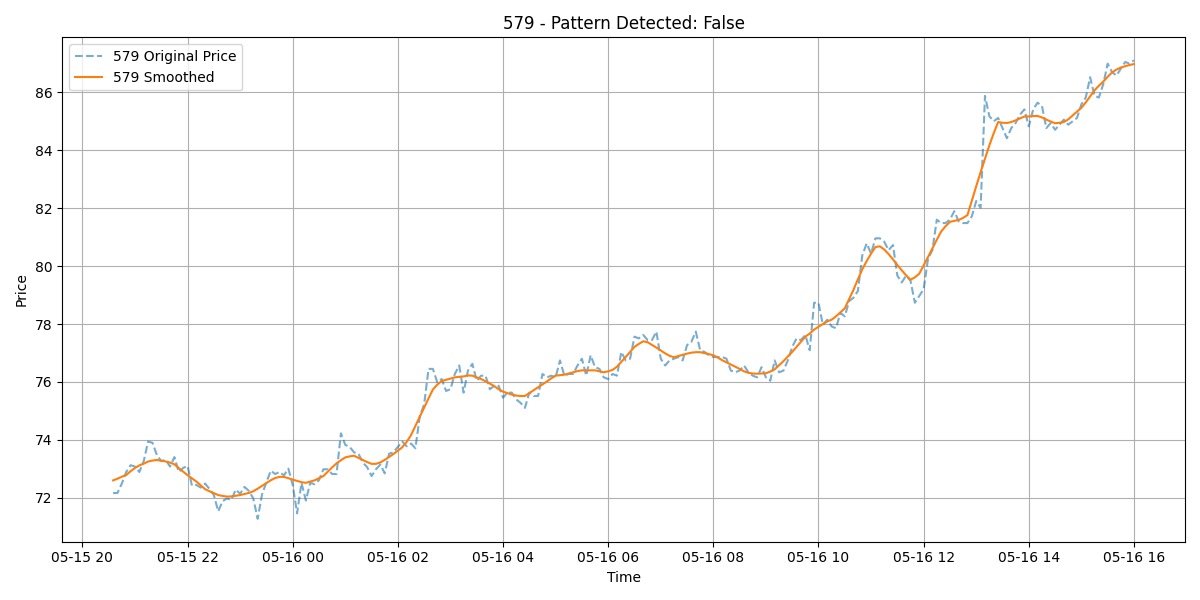 579 - Pattern Detected: False
579 Original Price
579 Smoothed
Price
86
84
82
80
78
76
74
72
05-15 20 05-15 22 05-16 00 05-16 02 05-16 04 05-16 06 05-16 08 05-16 10 05-16 12 05-16 14 05-16 16
Time